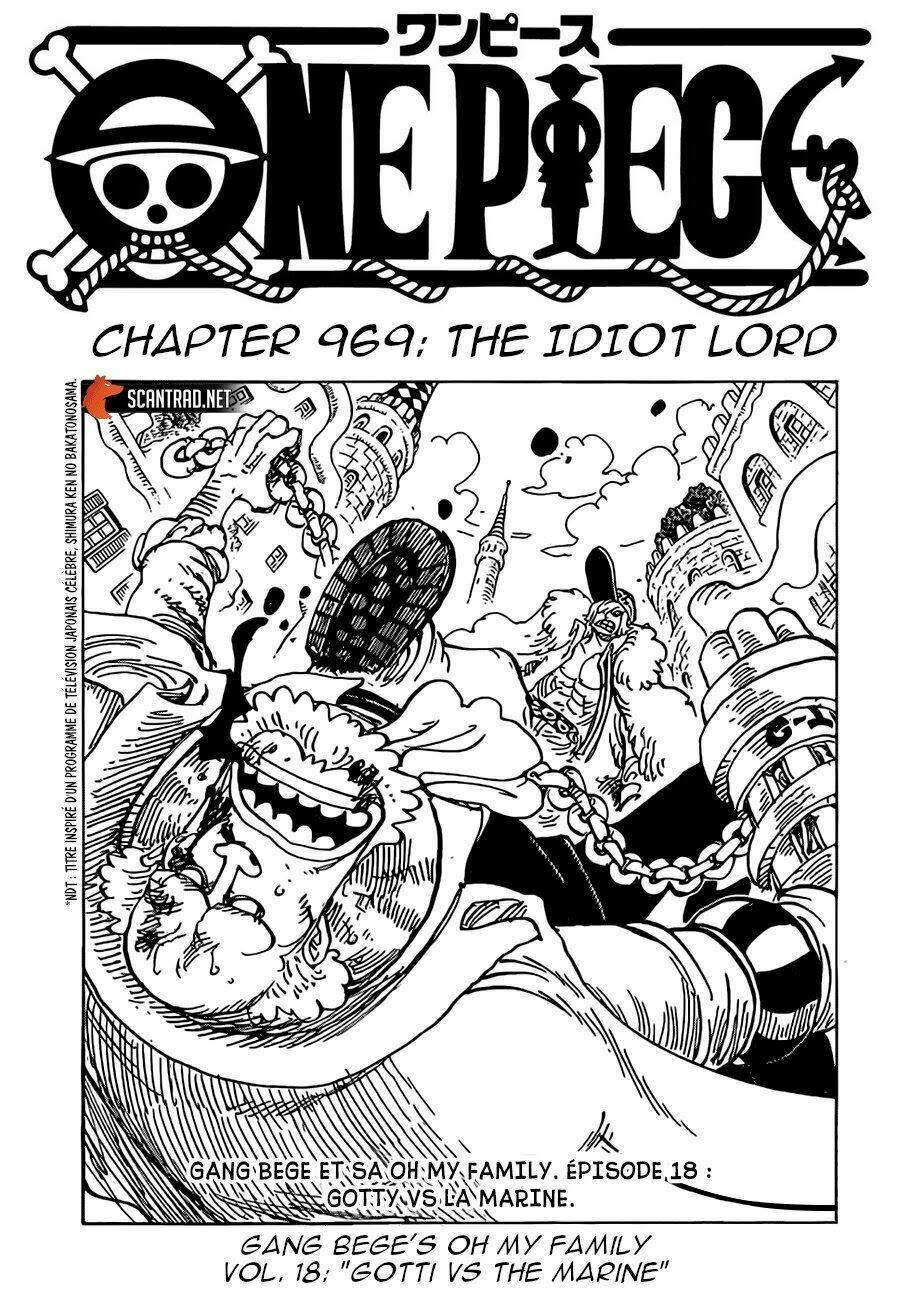 ワンピース
ONE PIECE
CHAPTER 969: THE IDIOT LORD
SCANTRAD.NET
*NDT : TITRE INSPIRÉ D'UN PROGRAMME DE TÉLÉVISION JAPONAIS CÉLÈBRE, SHIMURA KEN NO BAKATONOSAMA.
G-1
GANG BEGE ET SA OH MY FAMILY. ÉPISODE 18 :
GOTTY VS LA MARINE.
GANG BEGE'S OH MY FAMILY
VOL. 18: "GOTTI VS THE MARINE"